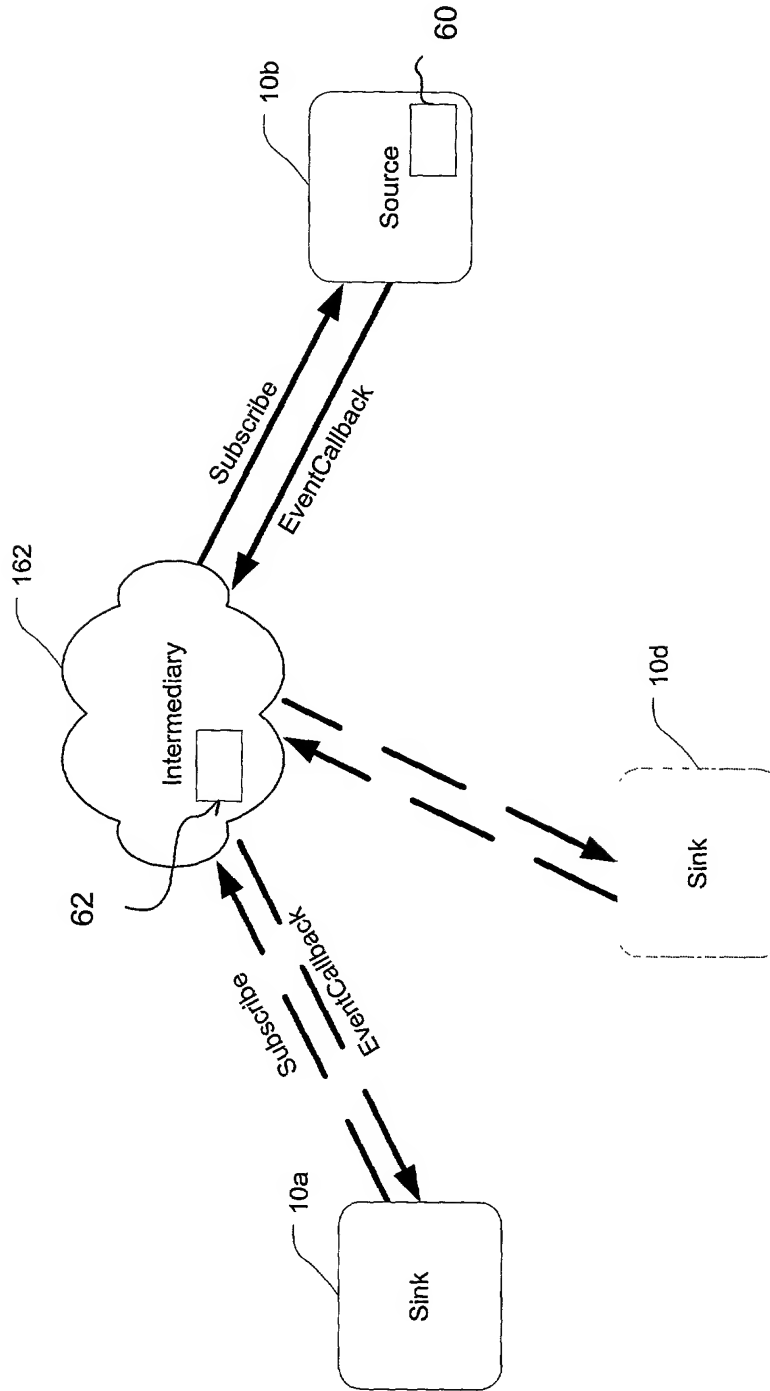 162
Intermediary
62
Subscribe
EventCallback
10b
Source
60
Subscribe
EventCallback
10a
Sink
10d
Sink